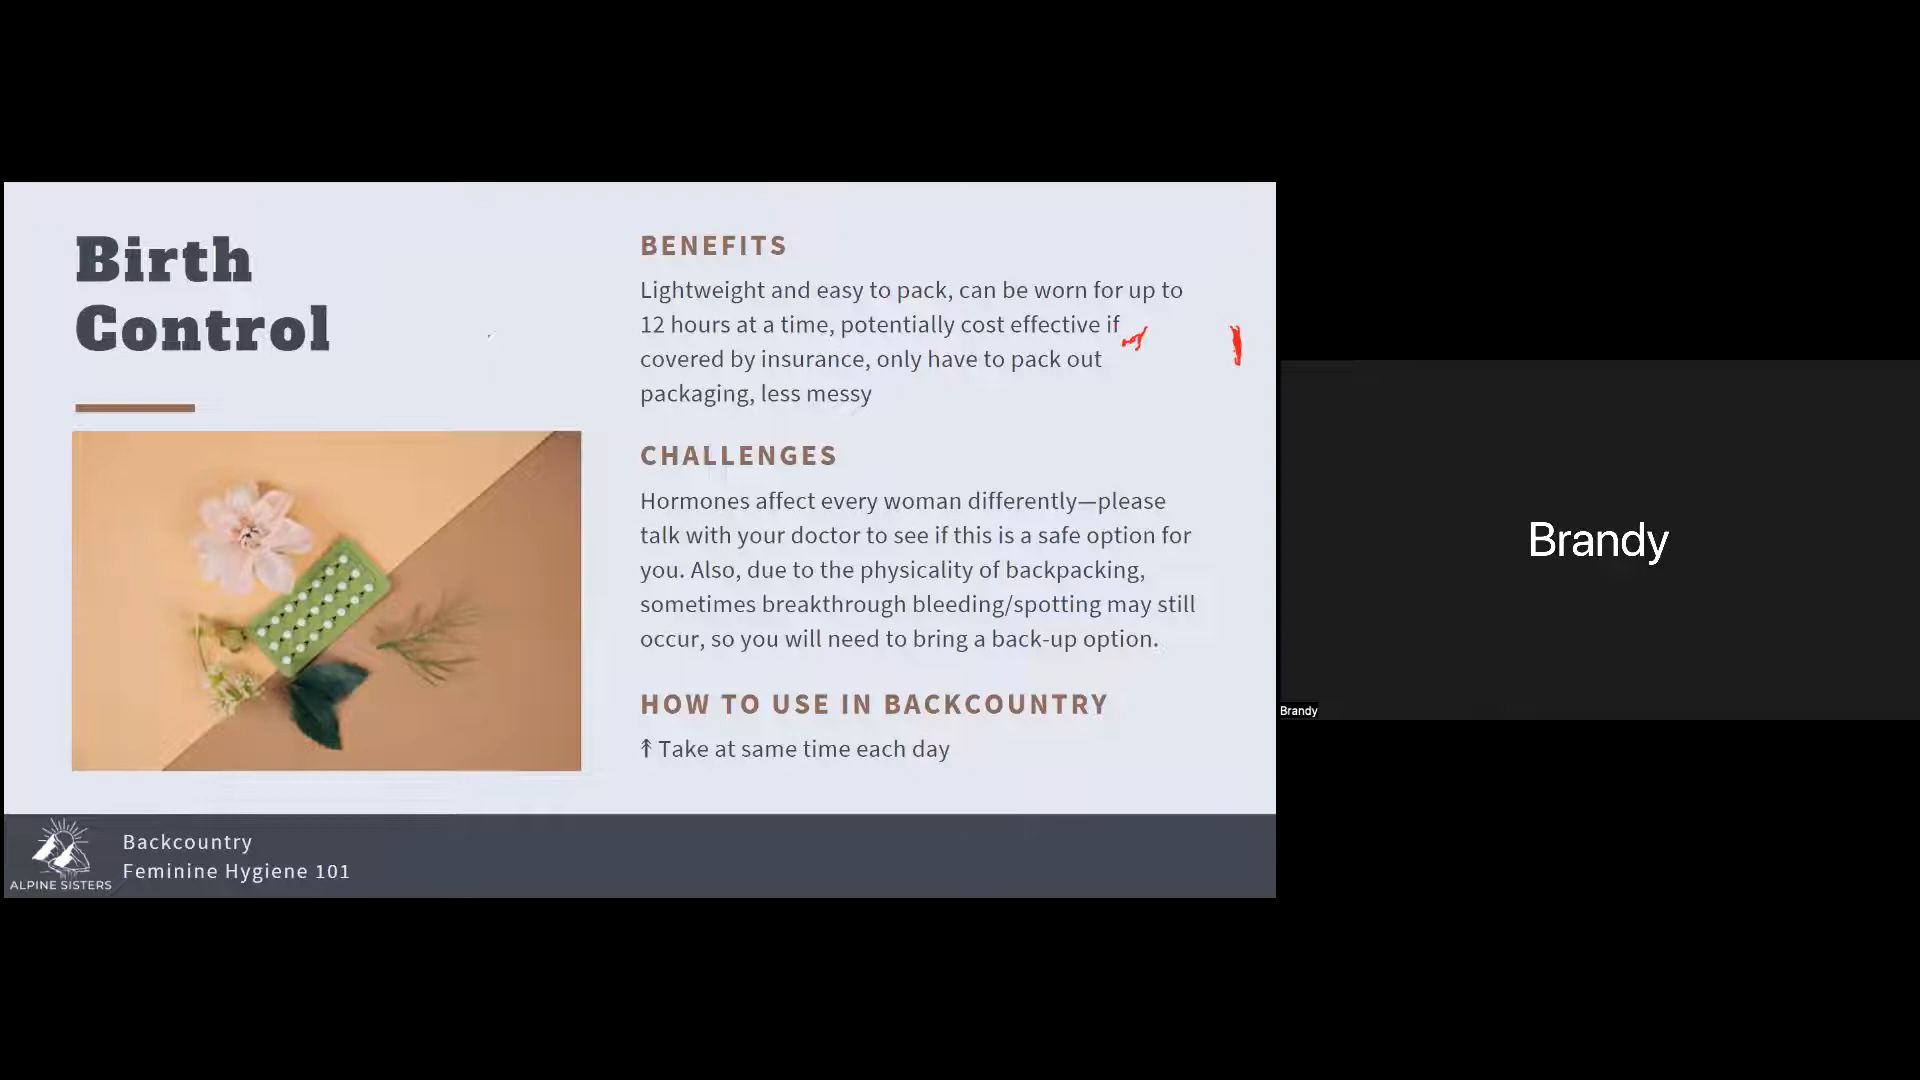 Birth
Control
BENEFITS
Lightweight and easy to pack, can be worn for up to
12 hours at a time, potentially cost effective if
covered by insurance, only have to pack out
packaging, less messy
CHALLENGES
Hormones affect every woman differently—please
talk with your doctor to see if this is a safe option for
you. Also, due to the physicality of backpacking,
sometimes breakthrough bleeding/spotting may still
occur, so you will need to bring a back-up option.
HOW TO USE IN BACKCOUNTRY
↟ Take at same time each day
ALPINE SISTERS
Backcountry
Feminine Hygiene 101
Brandy
Brandy